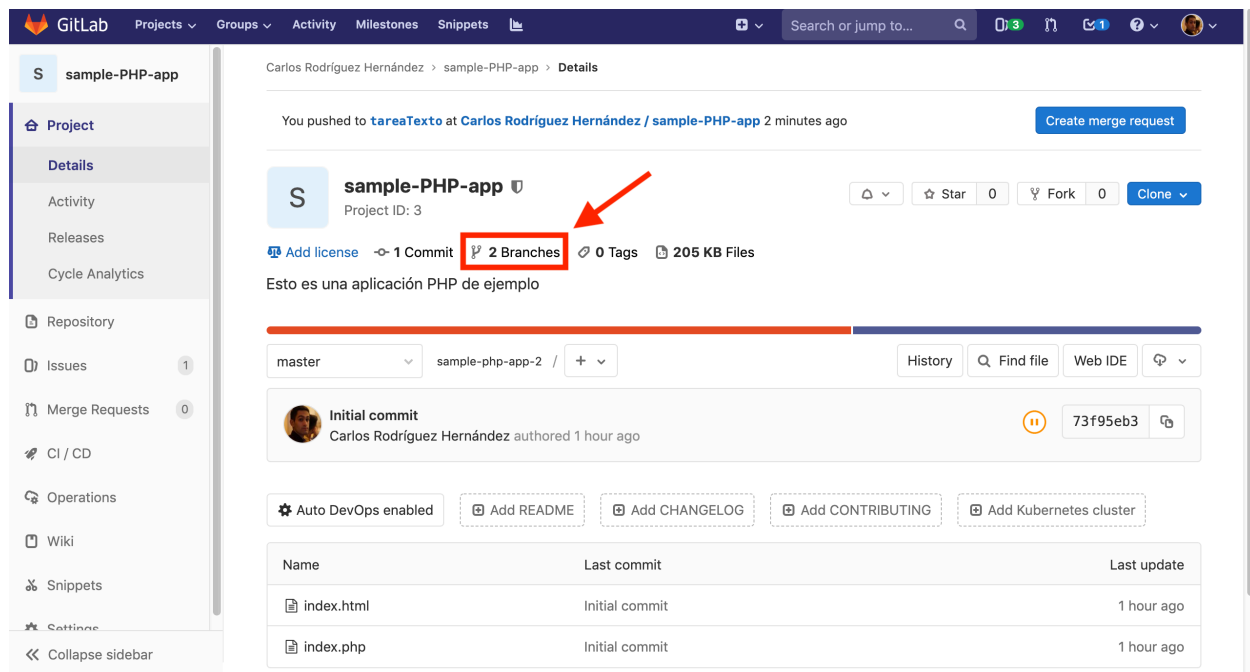 GitLab Projects Groups Activity Milestones Snippets Search or jump to... 3 1
S sample-PHP-app
Carlos Rodríguez Hernández › sample-PHP-app › Details
Project
Details
Activity
Releases
Cycle Analytics
Repository
Issues 1
Merge Requests 0
CI / CD
Operations
Wiki
Snippets
Settings
Collapse sidebar
You pushed to tareaTexto at Carlos Rodríguez Hernández / sample-PHP-app 2 minutes ago Create merge request
S
sample-PHP-app
Project ID: 3
Star 0 Fork 0 Clone
Add license 1 Commit 2 Branches 0 Tags 205 KB Files
Esto es una aplicación PHP de ejemplo
master sample-php-app-2 / + History Find file Web IDE
Initial commit
Carlos Rodríguez Hernández authored 1 hour ago
73f95eb3
Auto DevOps enabled Add README Add CHANGELOG Add CONTRIBUTING Add Kubernetes cluster
Name Last commit Last update
index.html Initial commit 1 hour ago
index.php Initial commit 1 hour ago